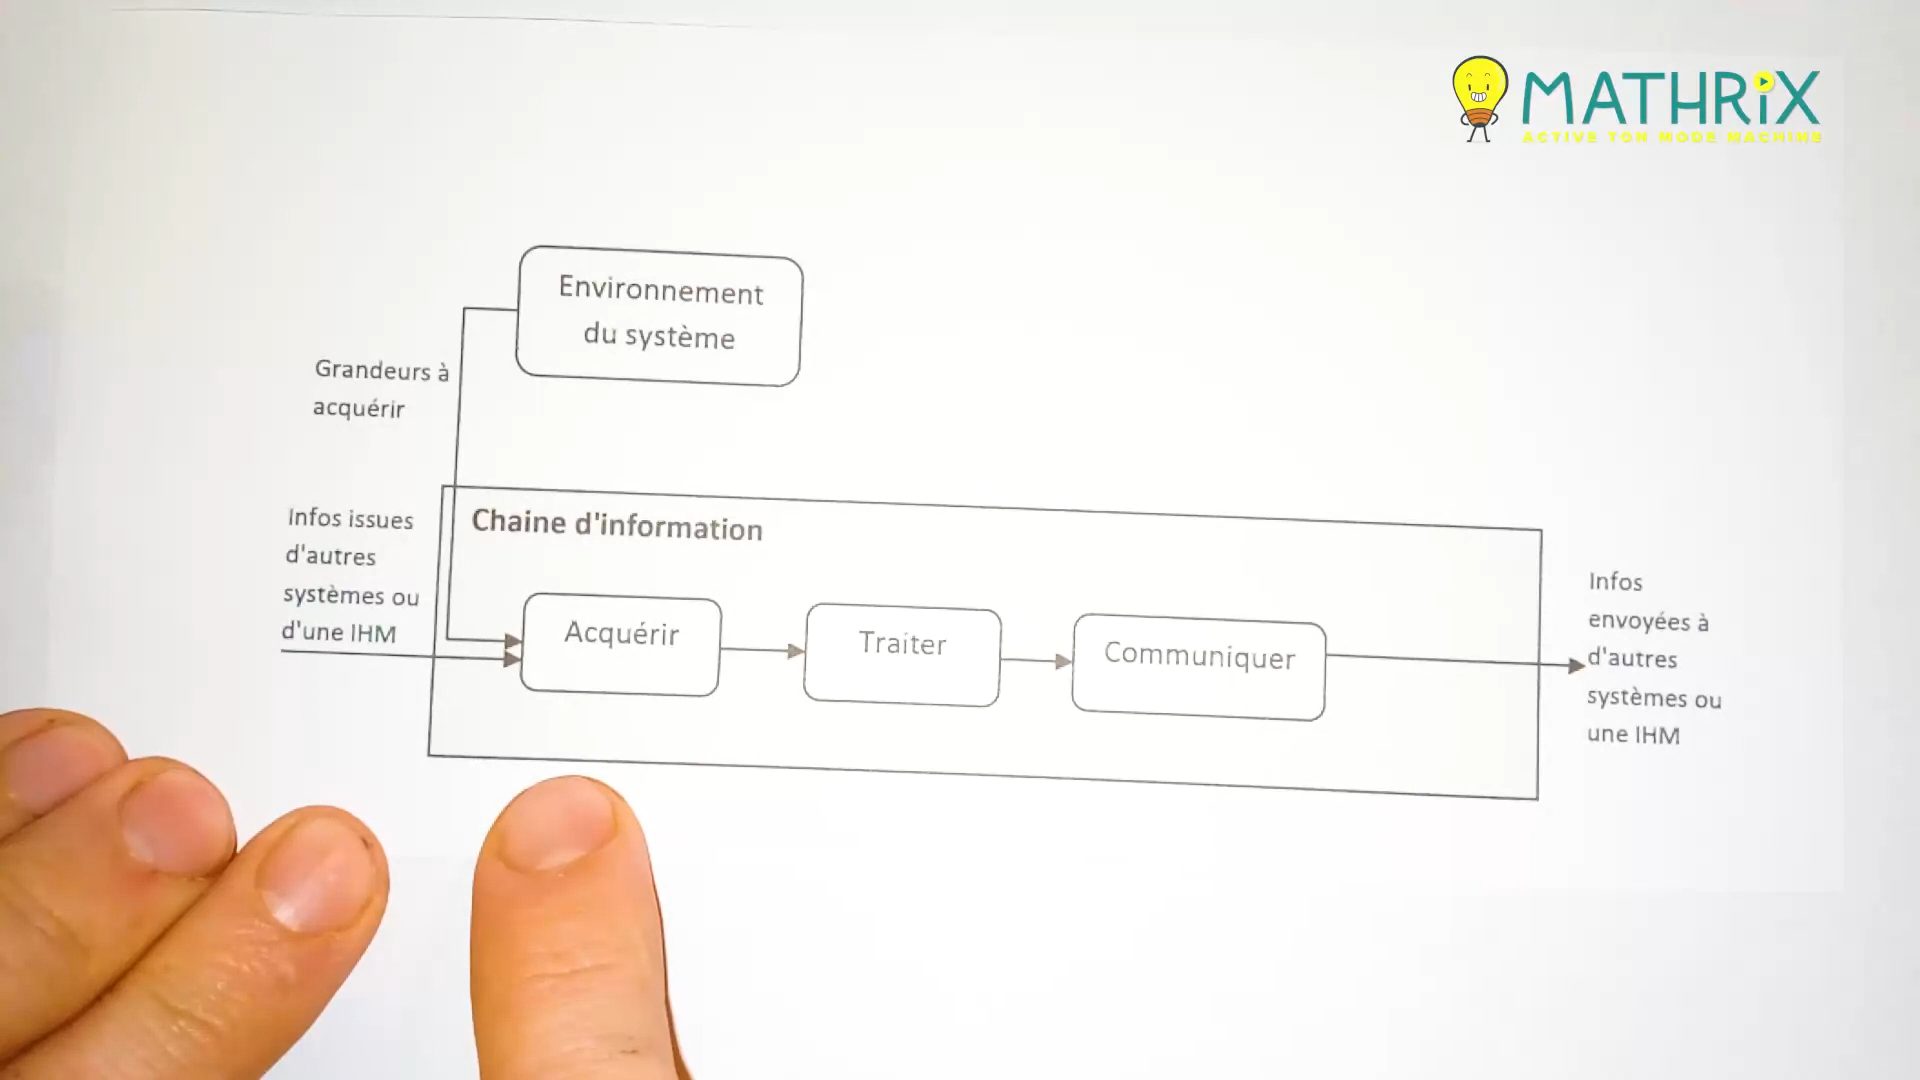 MATHRiX
ACTIVE TON MODE MACHINE
Environnement
du système
Grandeurs à
acquérir
Chaine d'information
Infos issues
d'autres
systèmes ou
d'une IHM
Acquérir
Traiter
Communiquer
Infos
envoyées à
d'autres
systèmes ou
une IHM